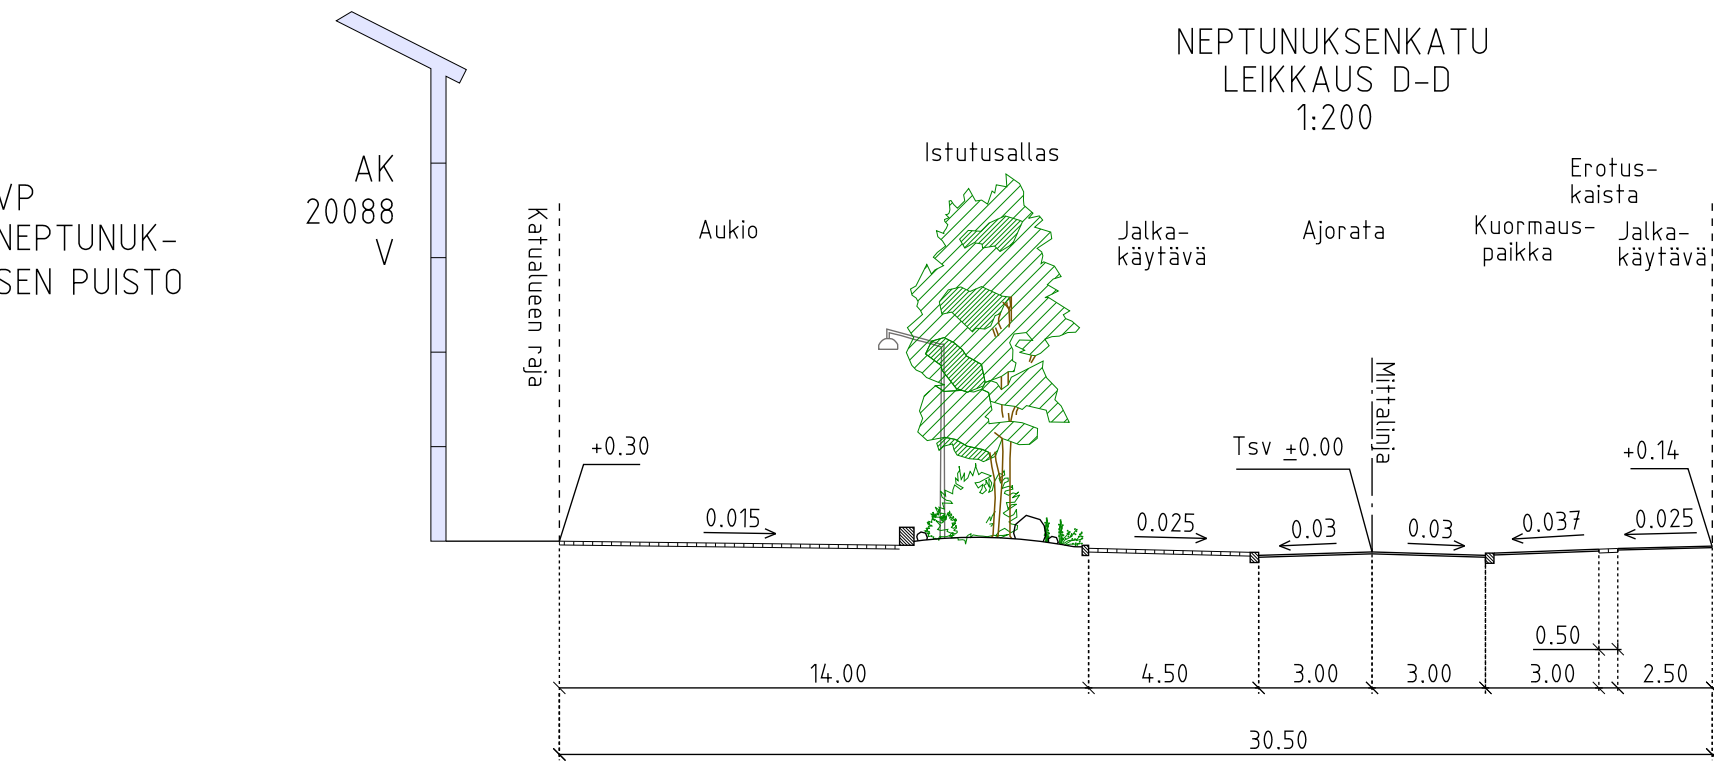 NEPTUNUKSENKATU
LEIKKAUS D-D
1:200
VP
NEPTUNUK-
SEN PUISTO
AK
20088
V
Katualueen raja
Aukio
Istutusallas
Jalka-
käytävä
Ajorata
Kuormaus-
paikka
Erotus-
kaista
Jalka-
käytävä
Mittalinja
+0.30
Tsv ±0.00
+0.14
0.015
0.025
0.03
0.03
0.037
0.025
0.50
14.00
4.50
3.00
3.00
3.00
2.50
30.50